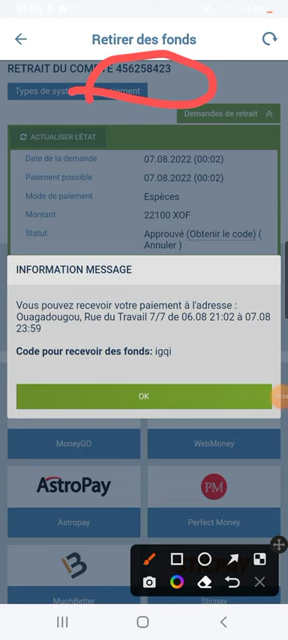 Retirer des fonds
RETRAIT DU COMPTE 456258423
Demandes de retrait
ACTUALISER L'ÉTAT
Date de la demande 07.08.2022 (00:02)
Paiement possible 07.08.2022 (00:02)
Mode de paiement Espèces
Montant 22100 XOF
Statut Approuvé (Obtenir le code) (
Annuler )
INFORMATION MESSAGE
Vous pouvez recevoir votre paiement à l'adresse :
Ouagadougou, Rue du Travail 7/7 de 06.08 21:02 à 07.08
23:59
Code pour recevoir des fonds: igqi
OK
MoneyGO WebMoney
AstroPay PM
Astropay Perfect Money
MuchBetter Sticpay